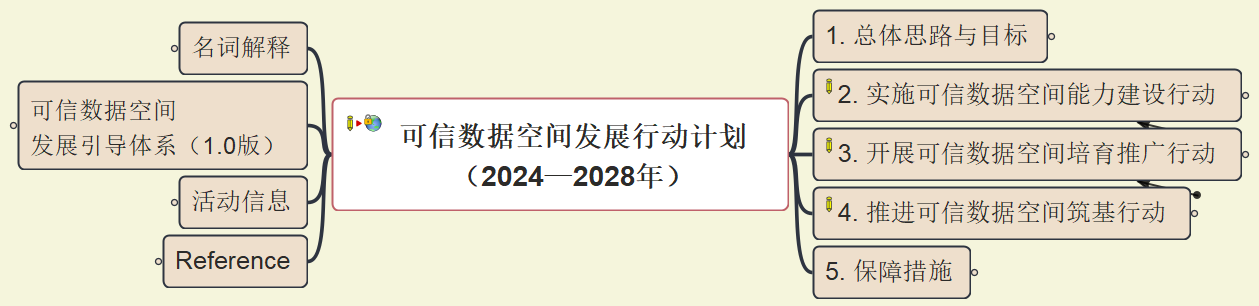 可信数据空间发展行动计划
（2024—2028年）
1. 总体思路与目标
2. 实施可信数据空间能力建设行动
3. 开展可信数据空间培育推广行动
4. 推进可信数据空间筑基行动
5. 保障措施
名词解释
可信数据空间
发展引导体系（1.0版）
活动信息
Reference